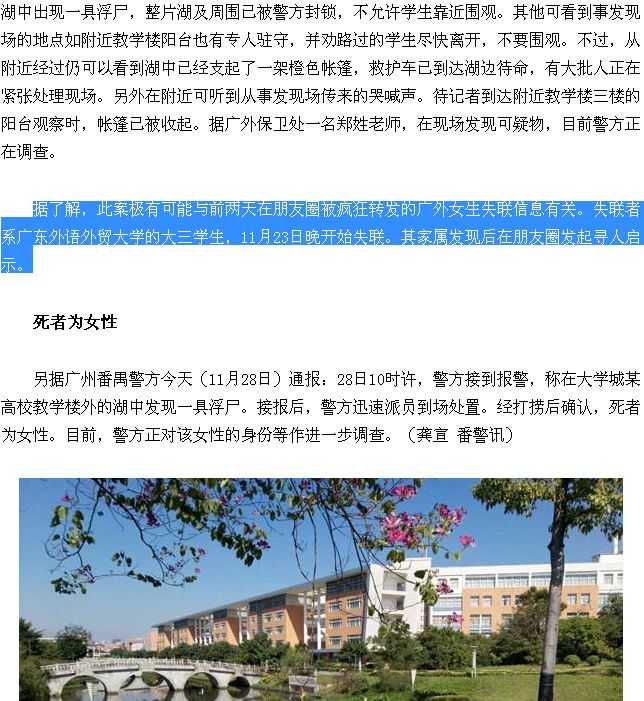 湖中出现一具浮尸，整片湖及周围已被警方封锁，不允许学生靠近围观。其他可看到事发现
场的地点如附近教学楼阳台也有专人驻守，并劝路过的学生尽快离开，不要围观。不过，从
附近经过仍可以看到湖中已经支起了一架橙色帐篷，救护车已到达湖边待命，有大批人正在
紧张处理现场。另外在附近可听到从事发现场传来的哭喊声。待记者到达附近教学楼三楼的
阳台观察时，帐篷已被收起。据广外保卫处一名郑姓老师，在现场发现可疑物，目前警方正
在调查。
据了解，此案极有可能与前两天在朋友圈被疯狂转发的广外女生失联信息有关。失联者
系广东外语外贸大学的大三学生，11月23日晚开始失联。其家属发现后在朋友圈发起寻人启
示。
死者为女性
另据广州番禺警方今天（11月28日）通报：28日10时许，警方接到报警，称在大学城某
高校教学楼外的湖中发现一具浮尸。接报后，警方迅速派员到场处置。经打捞后确认，死者
为女性。目前，警方正对该女性的身份等作进一步调查。（龚宣 番警讯）